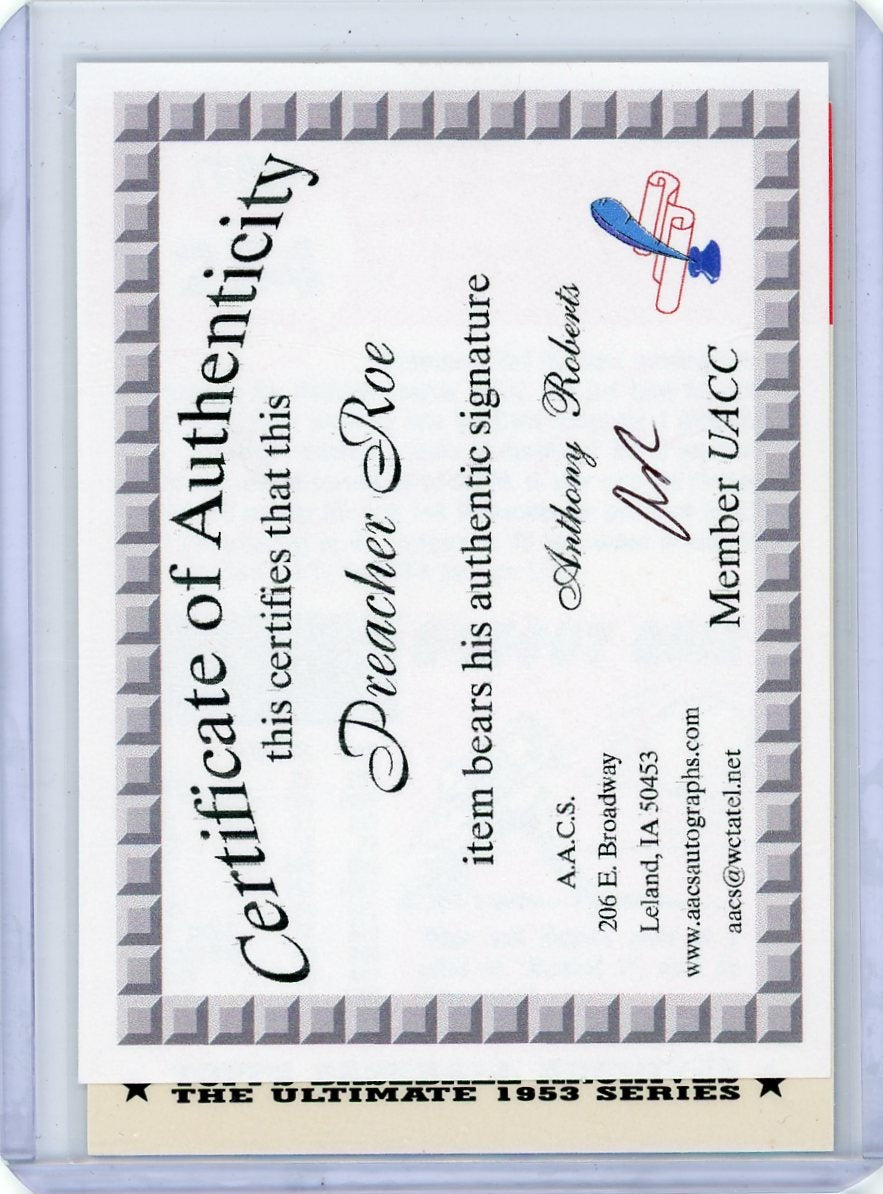 Certificate of Authenticity
this certifies that this
Preacher Roe
item bears his authentic signature
A.A.C.S.
206 E. Broadway
Leland, IA 50453
www.aacsautographs.com
aacs@wctatel.net
Anthony Roberts
AR
Member UACC
THE ULTIMATE 1953 SERIES